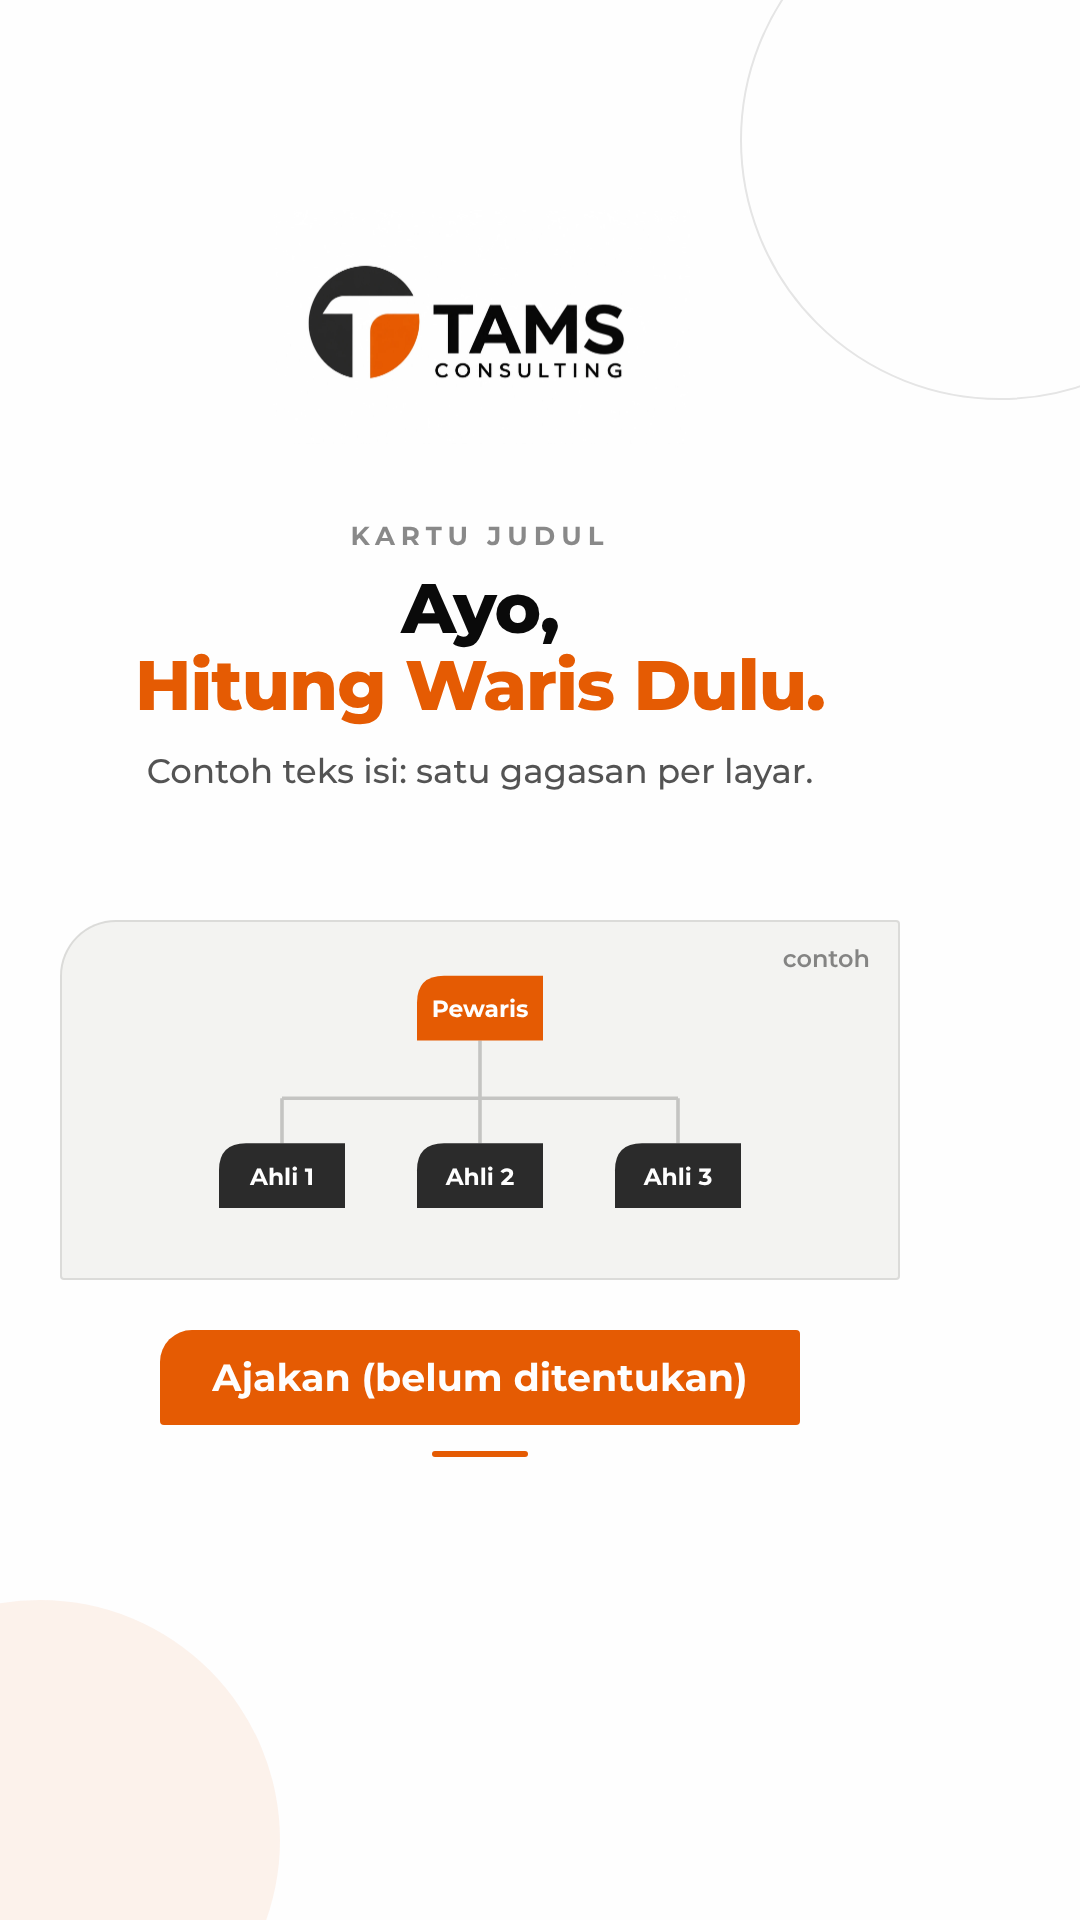 TAMS
CONSULTING
KARTU JUDUL
Ayo,
Hitung Waris Dulu.
Contoh teks isi: satu gagasan per layar.
contoh
Pewaris
Ahli 1
Ahli 2
Ahli 3
Ajakan (belum ditentukan)